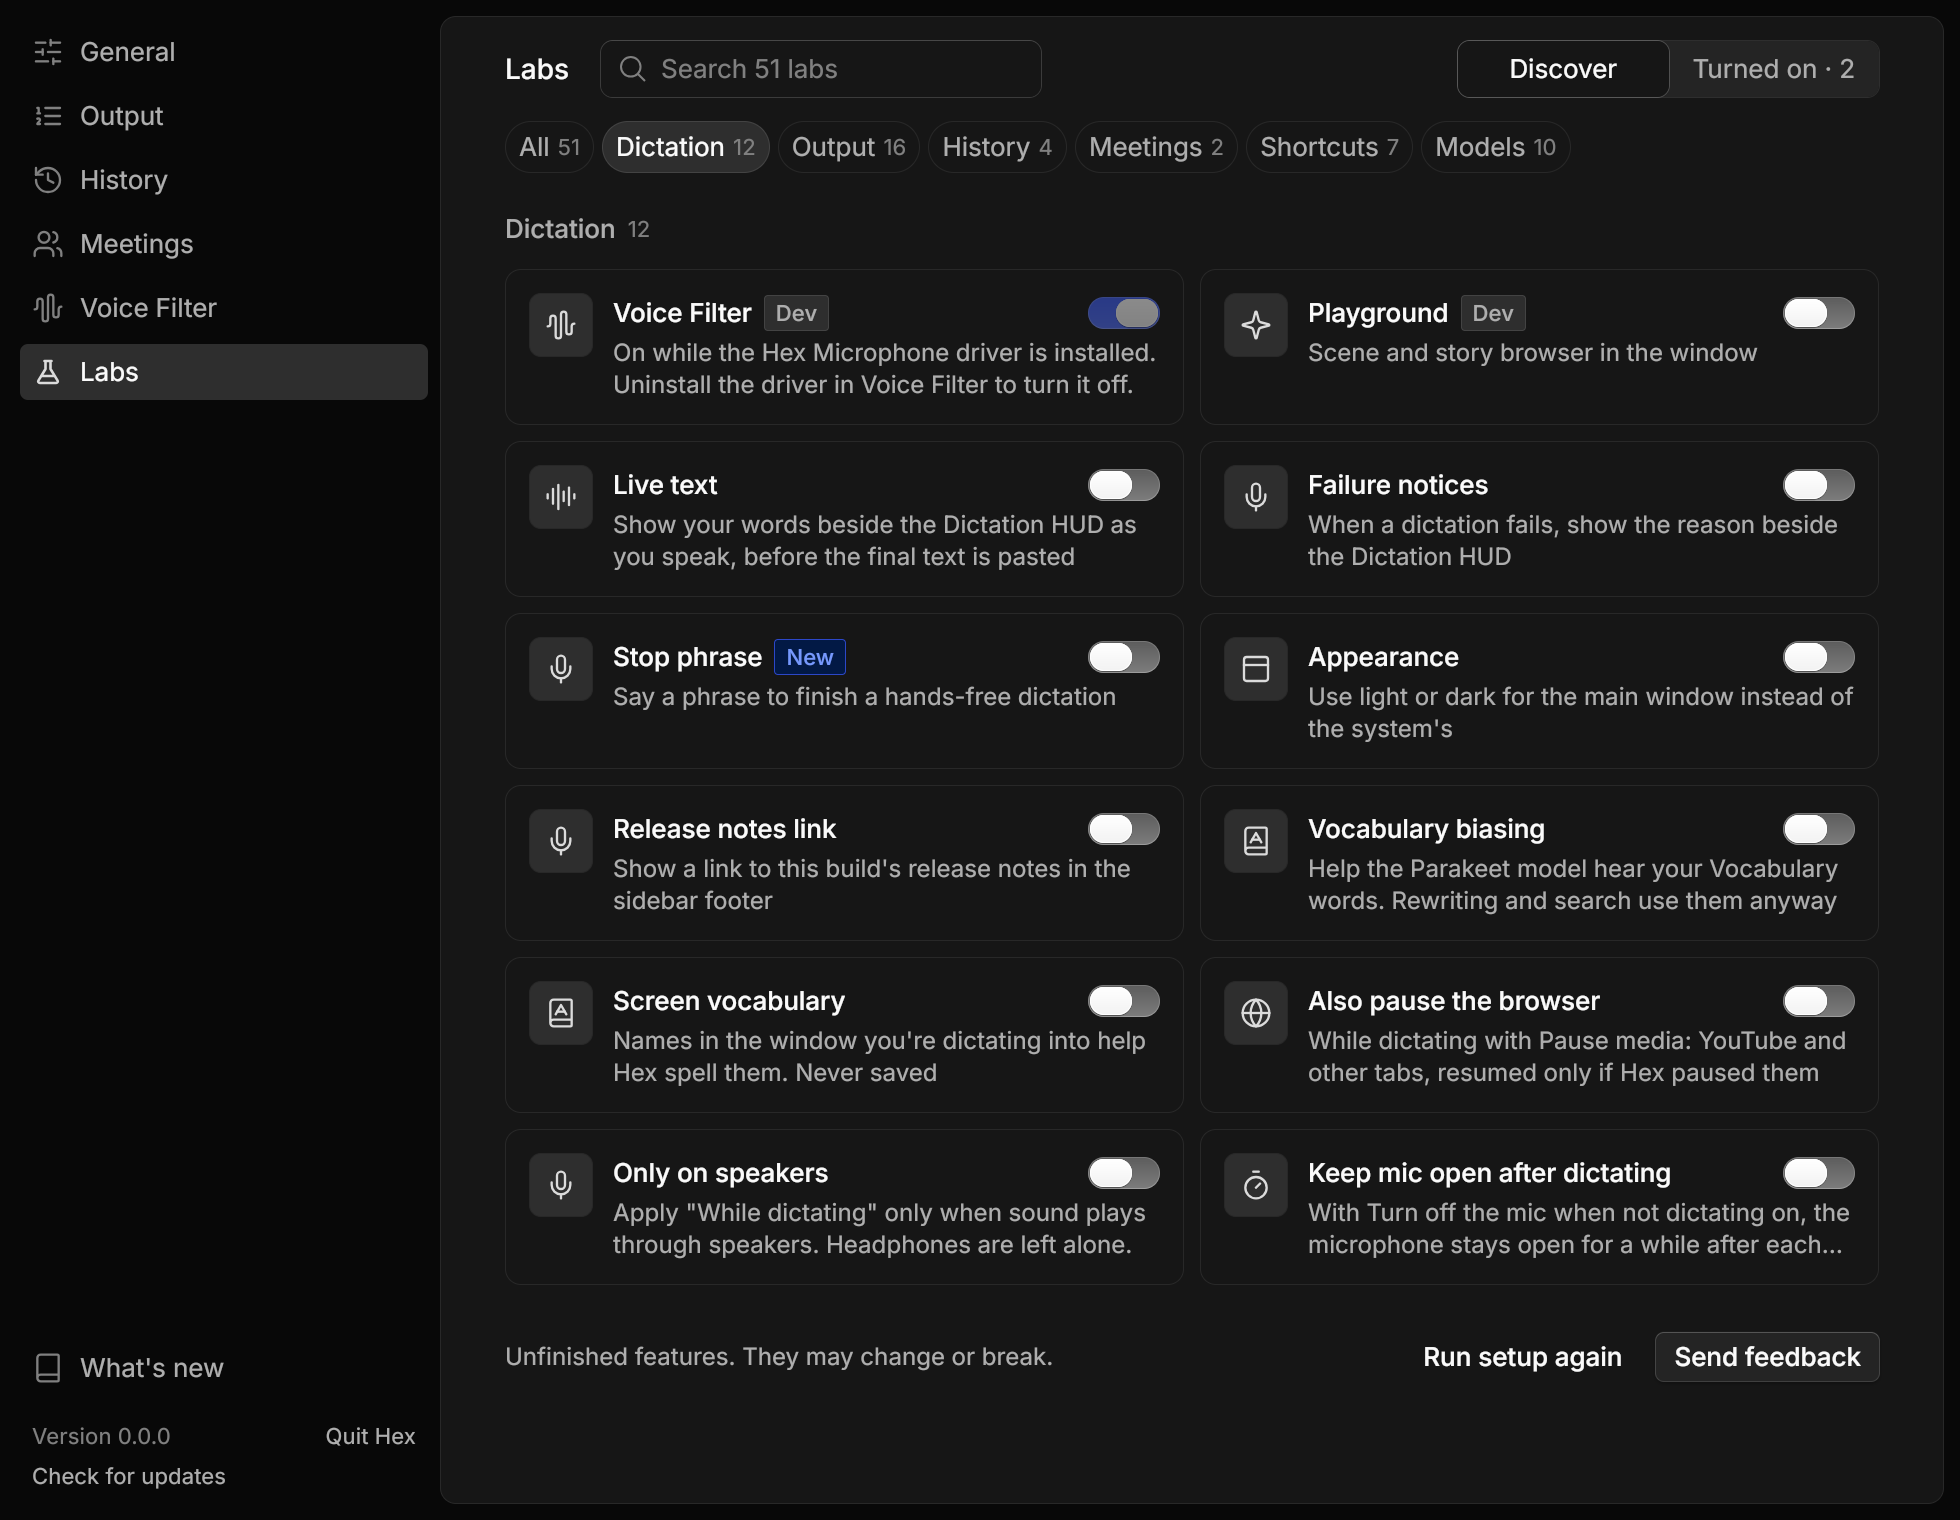 General
Output
History
Meetings
Voice Filter
Labs
What's new
Version 0.0.0
Quit Hex
Check for updates
Labs
Search 51 labs
Discover
Turned on · 2
All 51
Dictation 12
Output 16
History 4
Meetings 2
Shortcuts 7
Models 10
Dictation 12
Voice Filter Dev
On while the Hex Microphone driver is installed.
Uninstall the driver in Voice Filter to turn it off.
Playground Dev
Scene and story browser in the window
Live text
Show your words beside the Dictation HUD as
you speak, before the final text is pasted
Failure notices
When a dictation fails, show the reason beside
the Dictation HUD
Stop phrase New
Say a phrase to finish a hands-free dictation
Appearance
Use light or dark for the main window instead of
the system's
Release notes link
Show a link to this build's release notes in the
sidebar footer
Vocabulary biasing
Help the Parakeet model hear your Vocabulary
words. Rewriting and search use them anyway
Screen vocabulary
Names in the window you're dictating into help
Hex spell them. Never saved
Also pause the browser
While dictating with Pause media: YouTube and
other tabs, resumed only if Hex paused them
Only on speakers
Apply "While dictating" only when sound plays
through speakers. Headphones are left alone.
Keep mic open after dictating
With Turn off the mic when not dictating on, the
microphone stays open for a while after each...
Unfinished features. They may change or break.
Run setup again
Send feedback